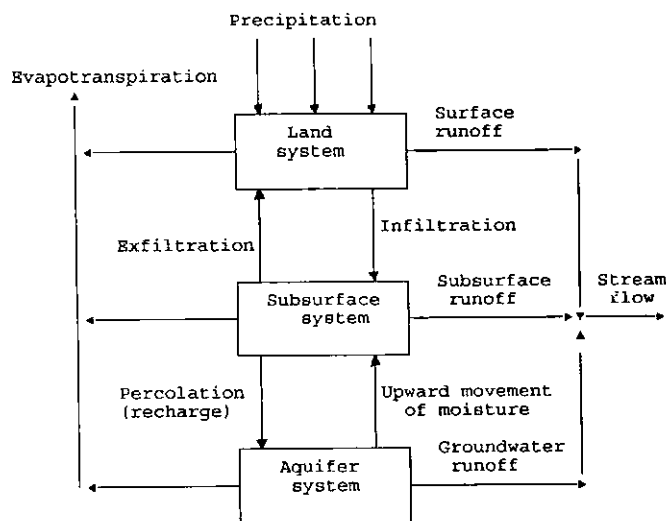 Precipitation
Evapotranspiration
Land
system
Surface
runoff
Exfiltration
Infiltration
Subsurface
system
Subsurface
runoff
Stream
flow
Percolation
(recharge)
Upward movement
of moisture
Aquifer
system
Groundwater
runoff